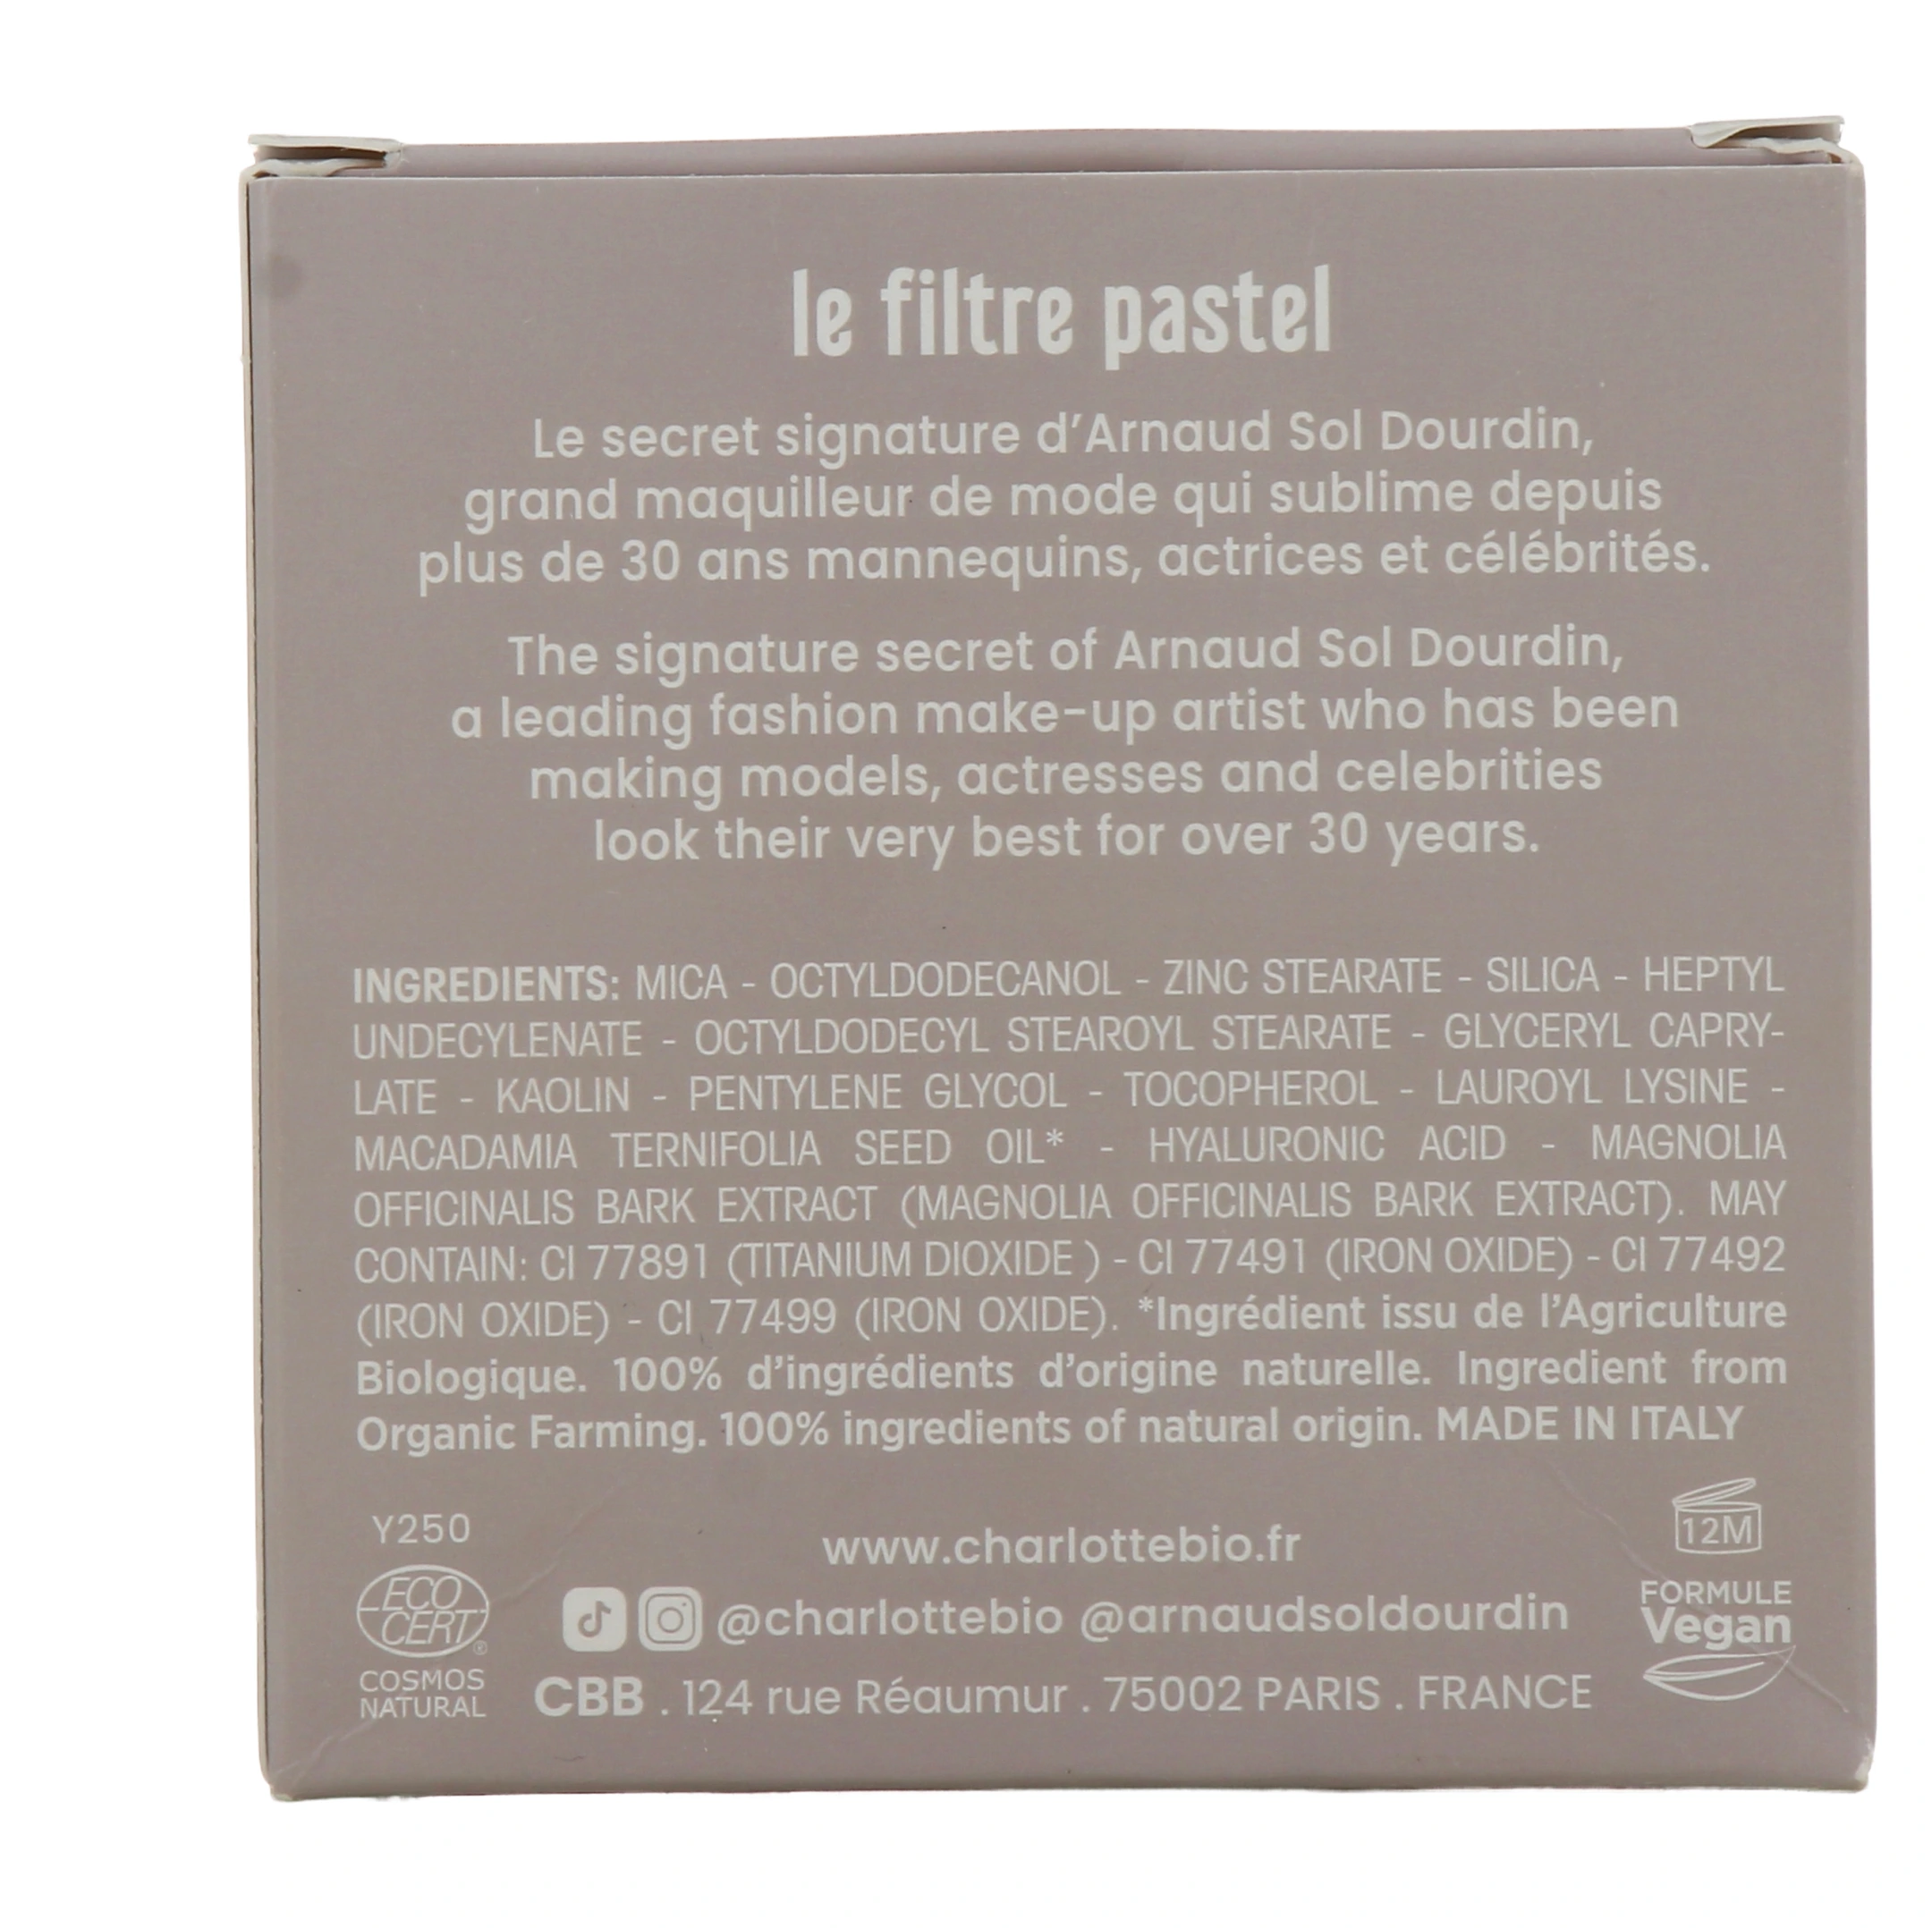 le filtre pastel
Le secret signature d'Arnaud Sol Dourdin,
grand maquilleur de mode qui sublime depuis
plus de 30 ans mannequins, actrices et célébrités.
The signature secret of Arnaud Sol Dourdin,
a leading fashion make-up artist who has been
making models, actresses and celebrities
look their very best for over 30 years.
INGREDIENTS: MICA - OCTYLDODECANOL - ZINC STEARATE - SILICA - HEPTYL
UNDECYLENATE - OCTYLDODECYL STEAROYL STEARATE - GLYCERYL CAPRY-
LATE - KAOLIN - PENTYLENE GLYCOL - TOCOPHEROL - LAUROYL LYSINE -
MACADAMIA TERNIFOLIA SEED OIL* - HYALURONIC ACID - MAGNOLIA
OFFICINALIS BARK EXTRACT (MAGNOLIA OFFICINALIS BARK EXTRACT). MAY
CONTAIN: CI 77891 (TITANIUM DIOXIDE ) - CI 77491 (IRON OXIDE) - CI 77492
(IRON OXIDE) - CI 77499 (IRON OXIDE). *Ingrédient issu de l'Agriculture
Biologique. 100% d'ingrédients d'origine naturelle. Ingredient from
Organic Farming. 100% ingredients of natural origin. MADE IN ITALY
Y250
ECO
CERT®
COSMOS
NATURAL
www.charlottebio.fr
@charlottebio @arnaudsoldourdin
CBB . 124 rue Réaumur . 75002 PARIS . FRANCE
12M
FORMULE
Vegan